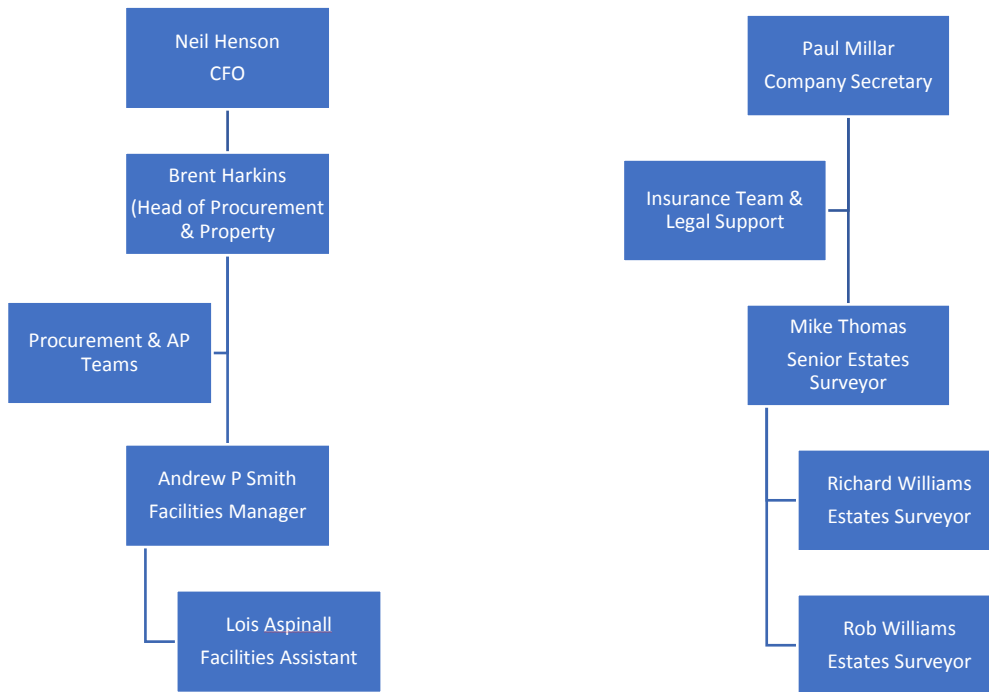 Neil Henson
CFO
Brent Harkins
(Head of Procurement
& Property
Procurement & AP
Teams
Andrew P Smith
Facilities Manager
Lois Aspinall
Facilities Assistant
Paul Millar
Company Secretary
Insurance Team &
Legal Support
Mike Thomas
Senior Estates
Surveyor
Richard Williams
Estates Surveyor
Rob Williams
Estates Surveyor